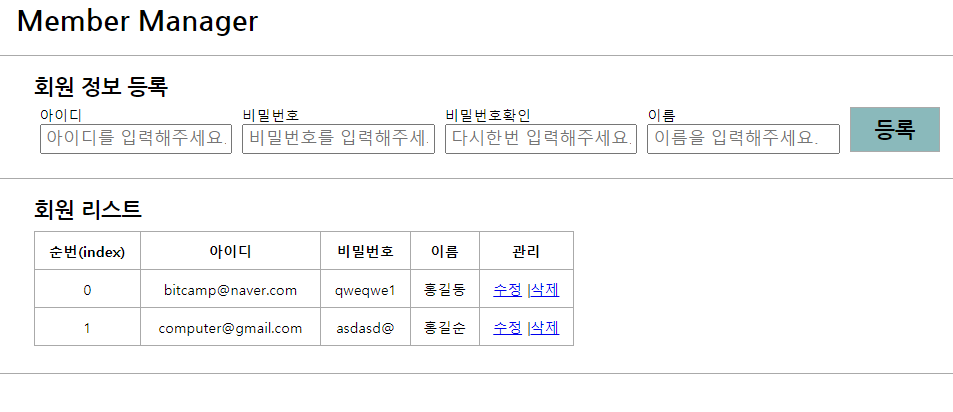 Member Manager
회원 정보 등록
아이디 비밀번호 비밀번호확인 이름
아이디를 입력해주세요. 비밀번호를 입력해주세. 다시한번 입력해주세요. 이름을 입력해주세요. 등록
회원 리스트
순번(index) 아이디 비밀번호 이름 관리
0 bitcamp@naver.com qweqwe1 홍길동 수정 |삭제
1 computer@gmail.com asdasd@ 홍길순 수정 |삭제